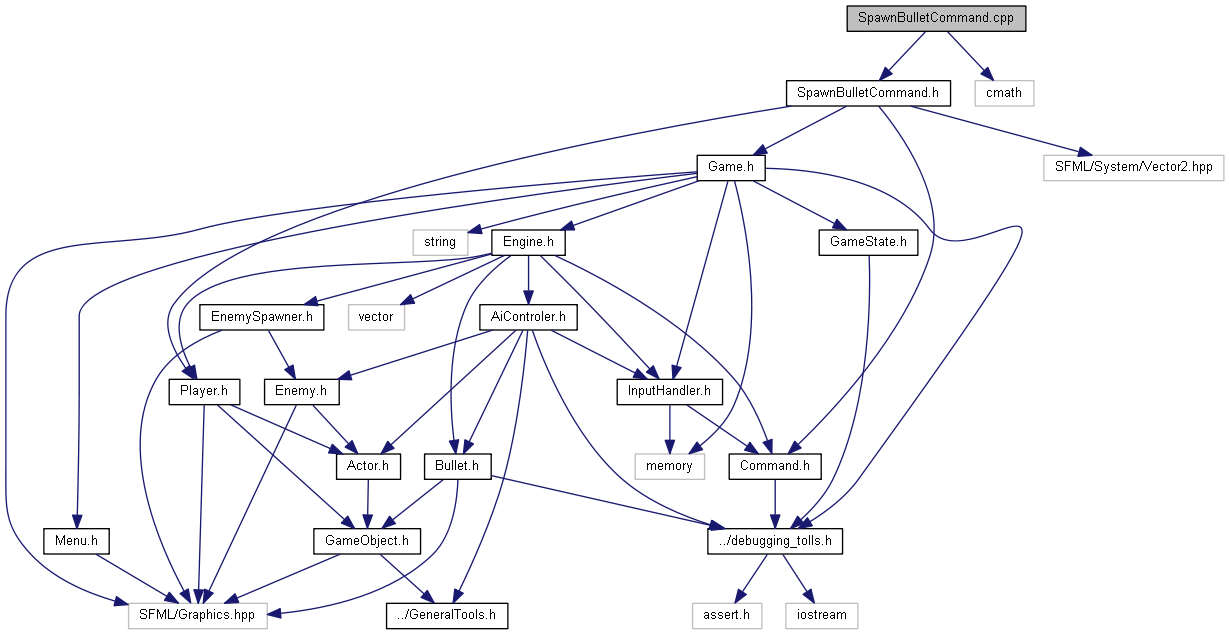 SpawnBulletCommand.cpp
SpawnBulletCommand.h
cmath
Game.h
SFML/System/Vector2.hpp
string
Engine.h
GameState.h
EnemySpawner.h
vector
AiControler.h
Player.h
Enemy.h
InputHandler.h
Actor.h
Bullet.h
memory
Command.h
Menu.h
GameObject.h
../debugging_tolls.h
SFML/Graphics.hpp
../GeneralTools.h
assert.h
iostream